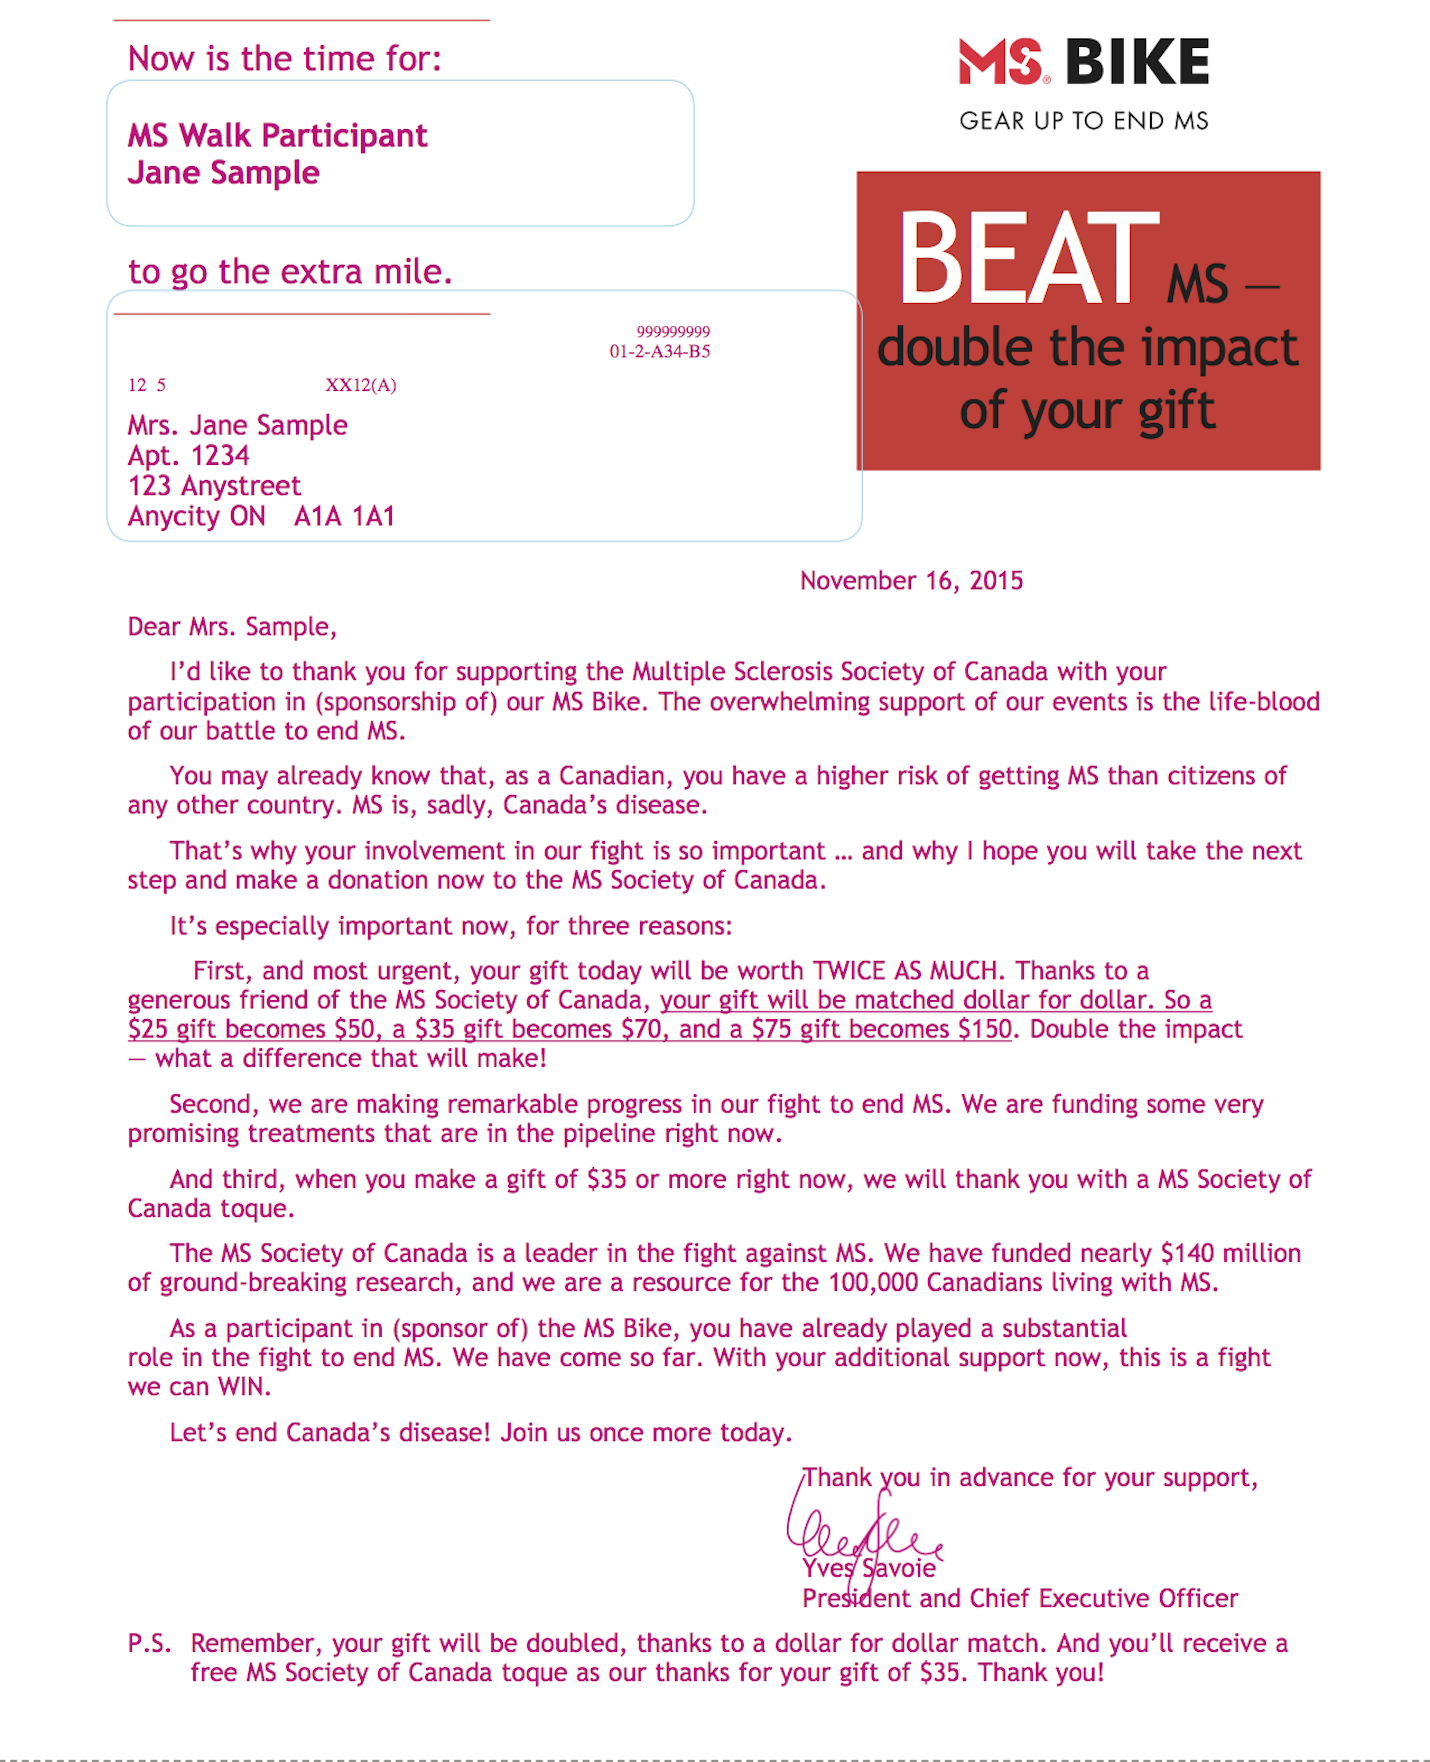 Now is the time for:
MS Walk Participant
Jane Sample
to go the extra mile.
MS® BIKE
GEAR UP TO END MS
BEAT MS —
double the impact
of your gift
999999999
01-2-A34-B5
12 5 XX12(A)
Mrs. Jane Sample
Apt. 1234
123 Anystreet
Anycity ON A1A 1A1
November 16, 2015
Dear Mrs. Sample,
I’d like to thank you for supporting the Multiple Sclerosis Society of Canada with your
participation in (sponsorship of) our MS Bike. The overwhelming support of our events is the life-blood
of our battle to end MS.
You may already know that, as a Canadian, you have a higher risk of getting MS than citizens of
any other country. MS is, sadly, Canada’s disease.
That’s why your involvement in our fight is so important … and why I hope you will take the next
step and make a donation now to the MS Society of Canada.
It’s especially important now, for three reasons:
First, and most urgent, your gift today will be worth TWICE AS MUCH. Thanks to a
generous friend of the MS Society of Canada, your gift will be matched dollar for dollar. So a
$25 gift becomes $50, a $35 gift becomes $70, and a $75 gift becomes $150. Double the impact
— what a difference that will make!
Second, we are making remarkable progress in our fight to end MS. We are funding some very
promising treatments that are in the pipeline right now.
And third, when you make a gift of $35 or more right now, we will thank you with a MS Society of
Canada toque.
The MS Society of Canada is a leader in the fight against MS. We have funded nearly $140 million
of ground-breaking research, and we are a resource for the 100,000 Canadians living with MS.
As a participant in (sponsor of) the MS Bike, you have already played a substantial
role in the fight to end MS. We have come so far. With your additional support now, this is a fight
we can WIN.
Let’s end Canada’s disease! Join us once more today.
Thank you in advance for your support,
Yves Savoie
President and Chief Executive Officer
P.S. Remember, your gift will be doubled, thanks to a dollar for dollar match. And you’ll receive a
free MS Society of Canada toque as our thanks for your gift of $35. Thank you!